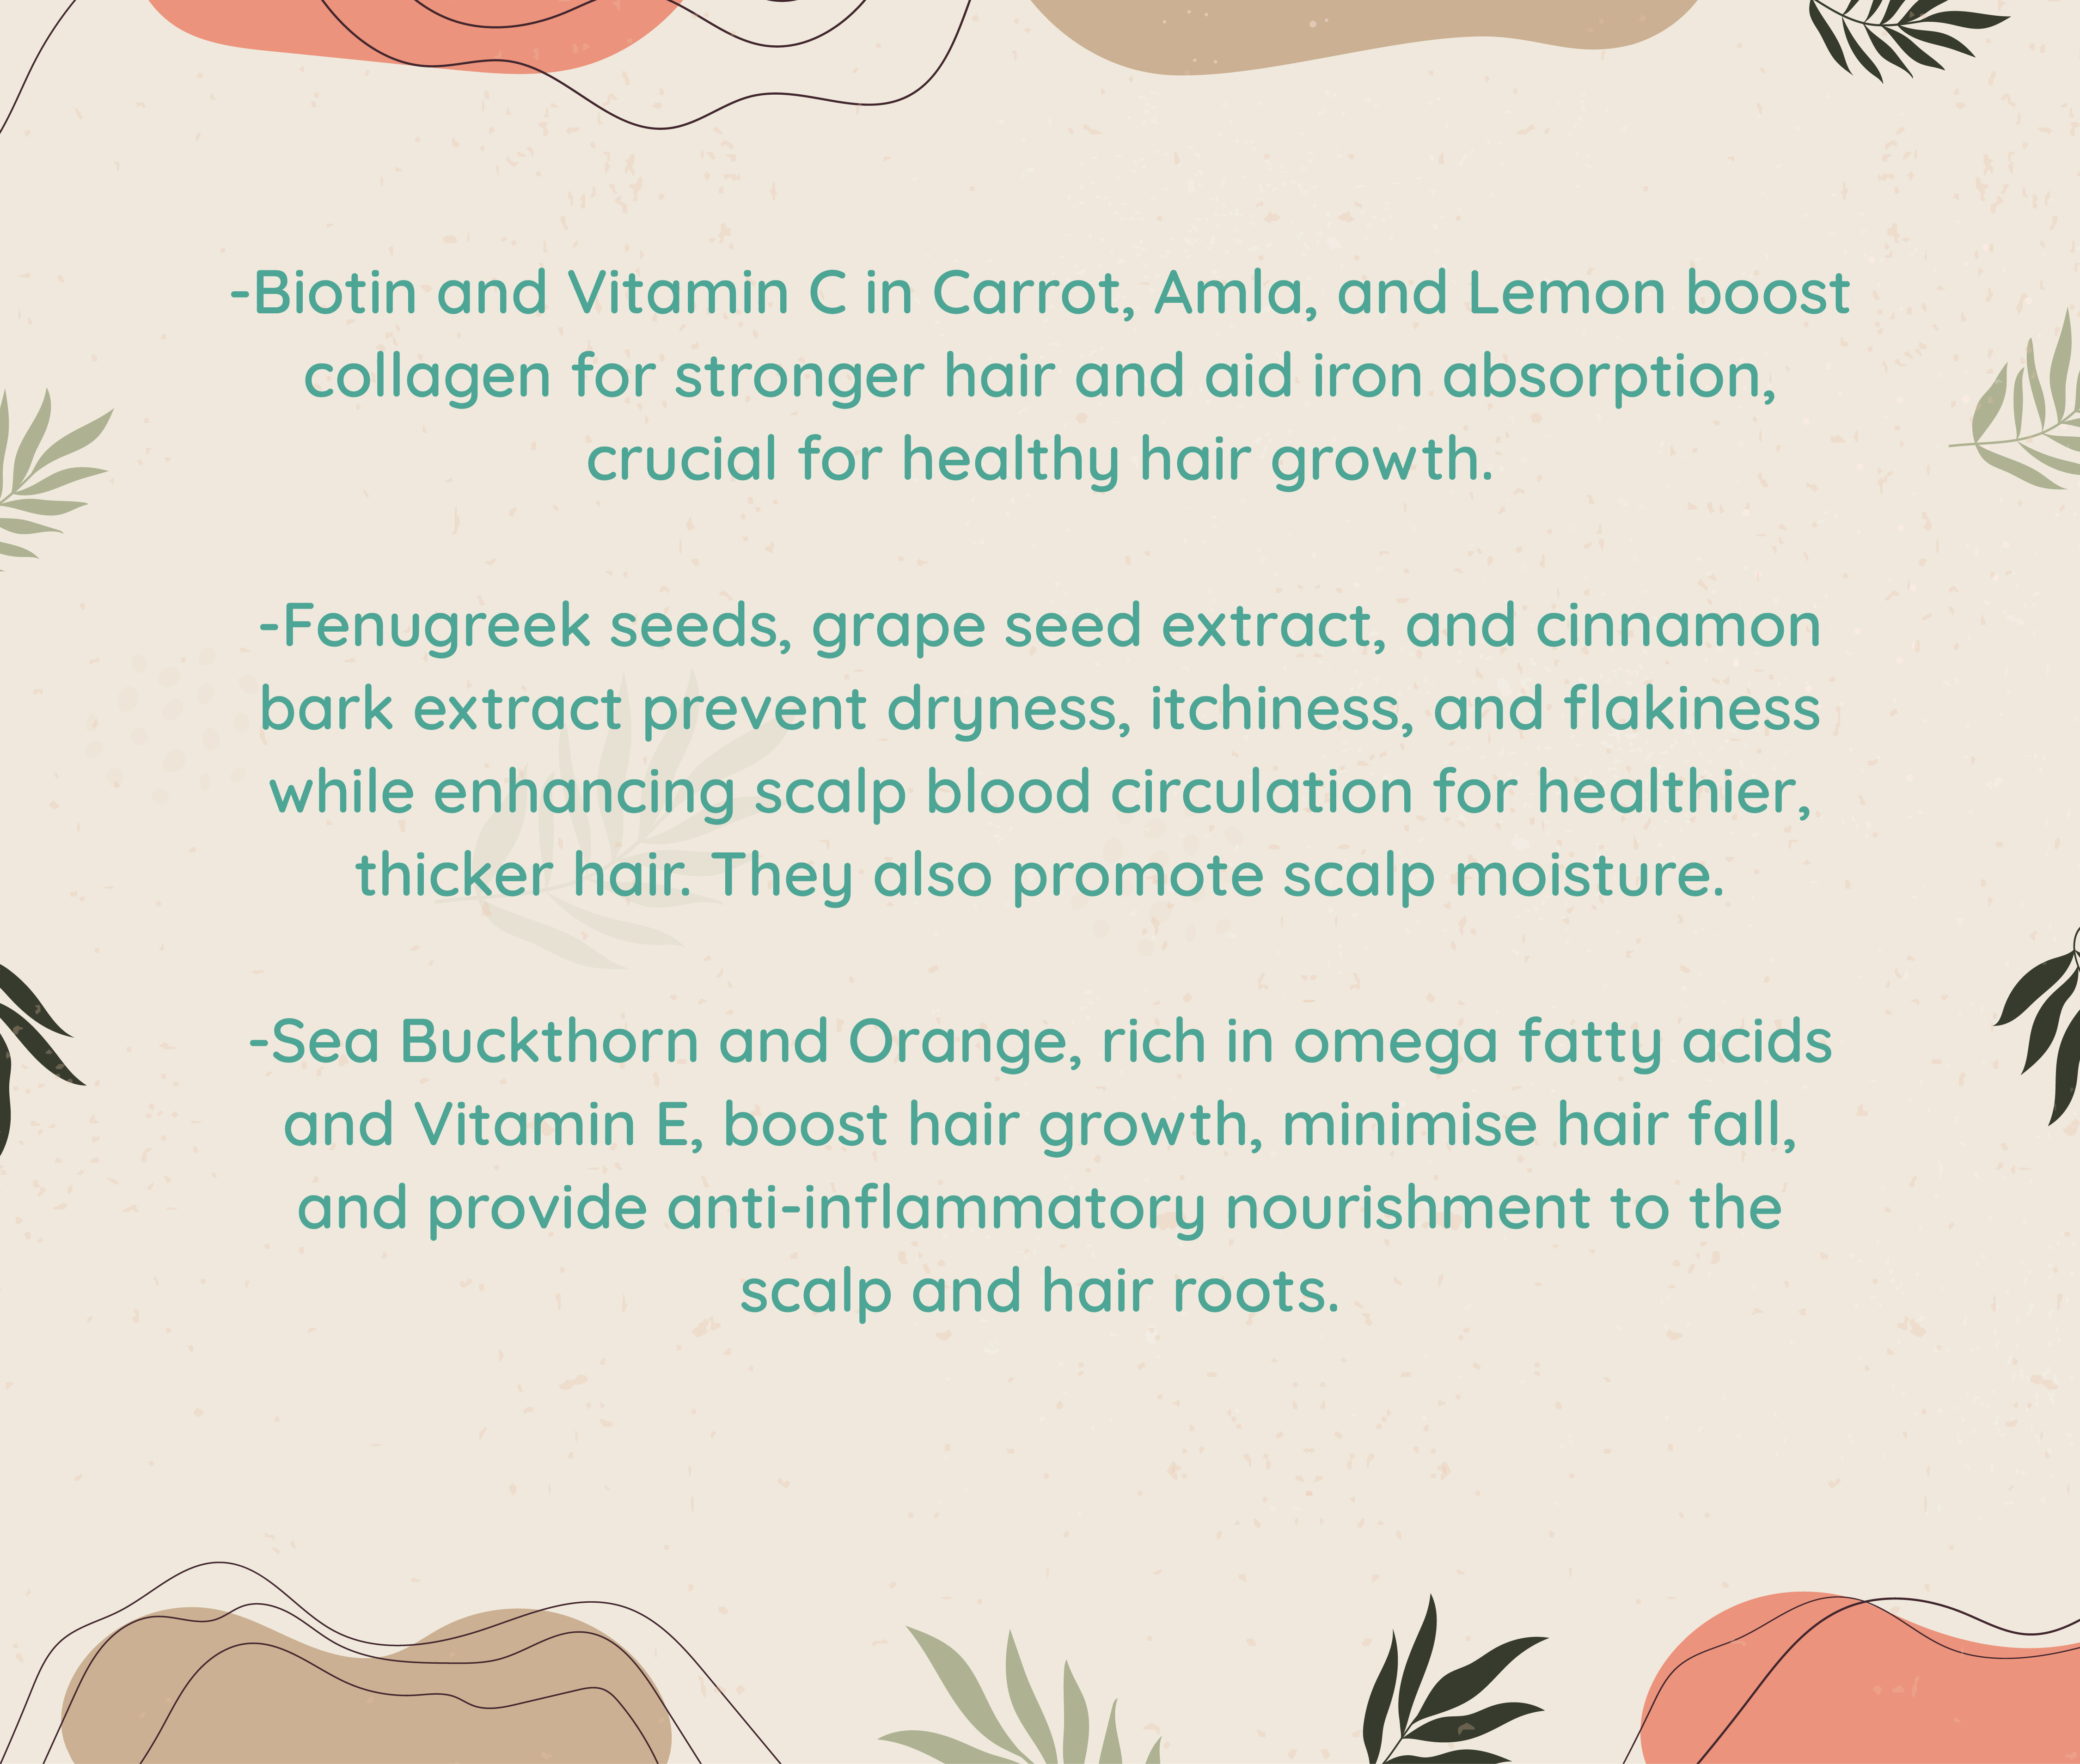 -Biotin and Vitamin C in Carrot, Amla, and Lemon boost
collagen for stronger hair and aid iron absorption,
crucial for healthy hair growth.
-Fenugreek seeds, grape seed extract, and cinnamon
bark extract prevent dryness, itchiness, and flakiness
while enhancing scalp blood circulation for healthier,
thicker hair. They also promote scalp moisture.
-Sea Buckthorn and Orange, rich in omega fatty acids
and Vitamin E, boost hair growth, minimise hair fall,
and provide anti-inflammatory nourishment to the
scalp and hair roots.